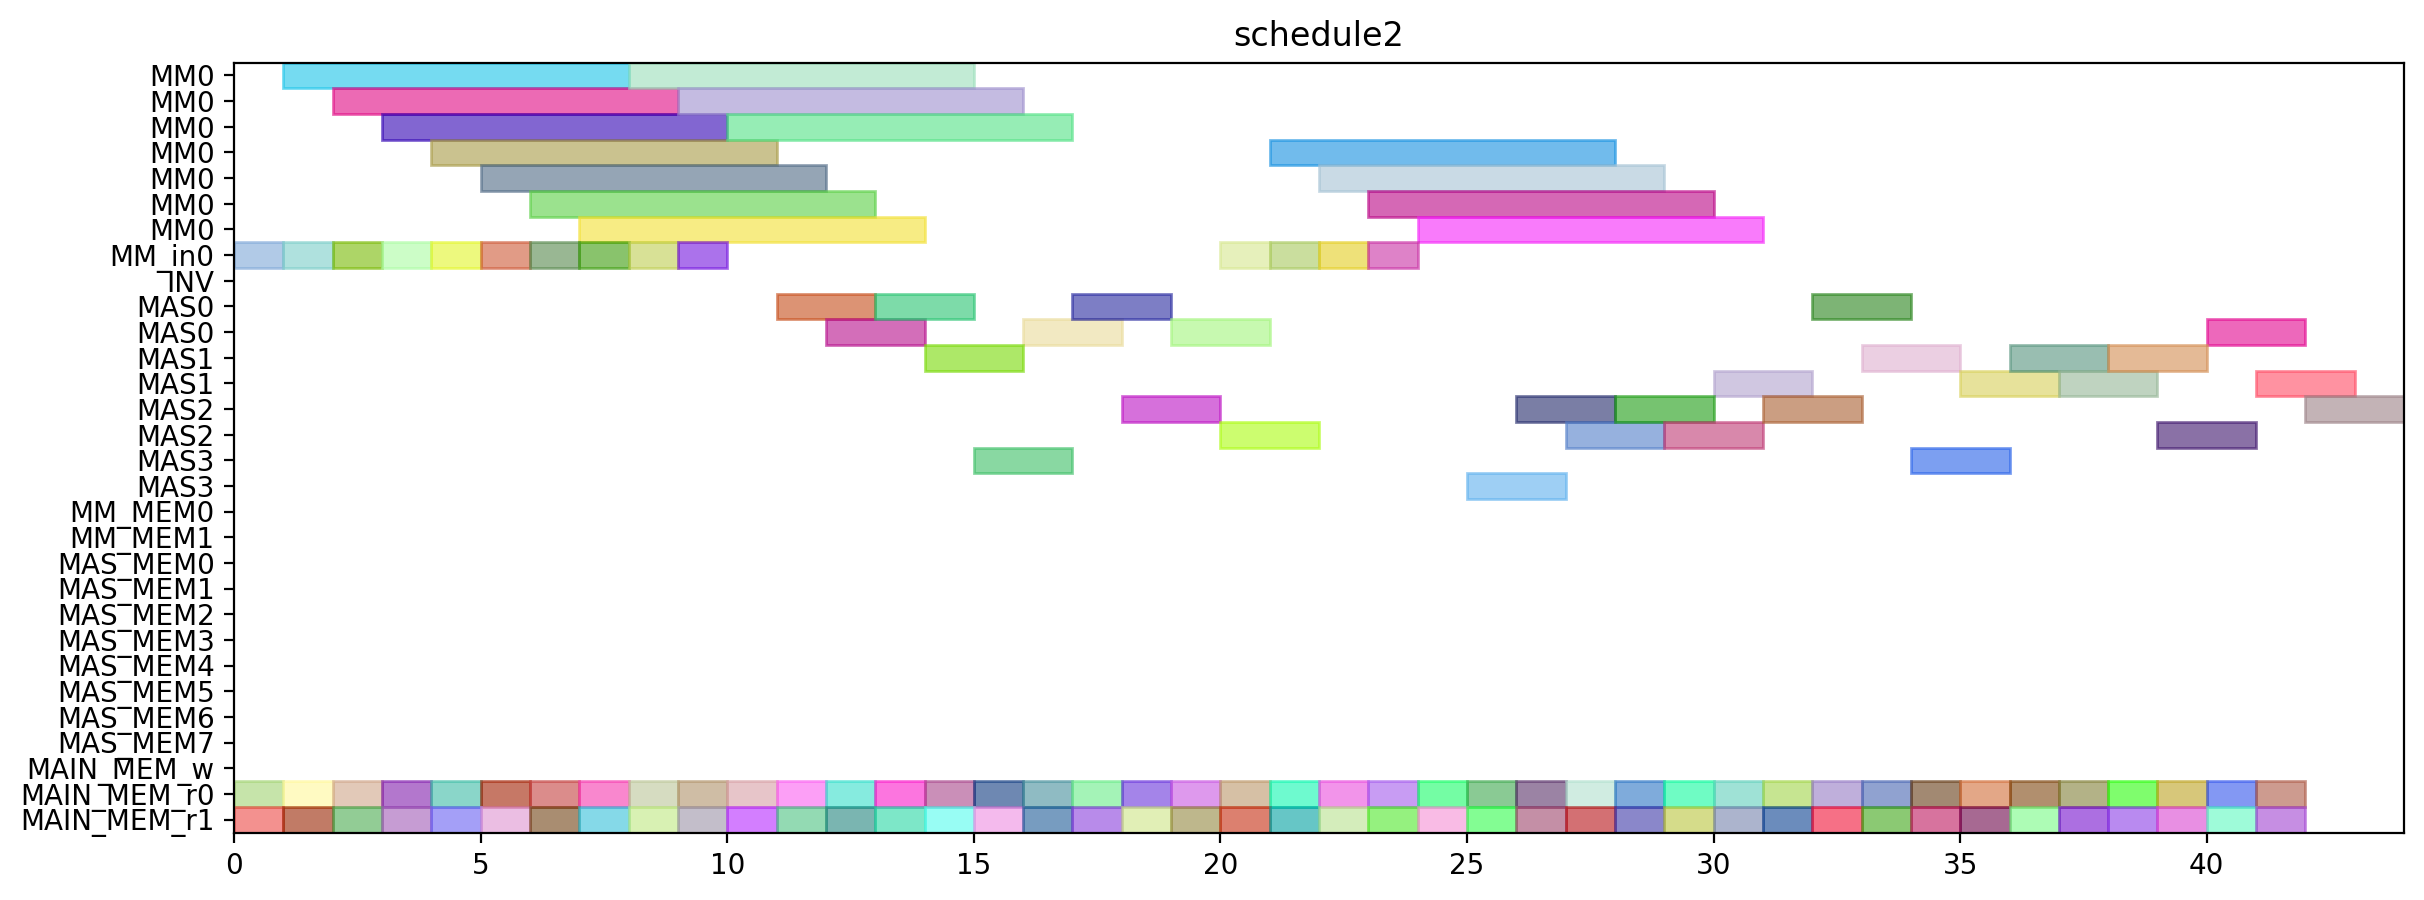 schedule2
MM0
MM0
MM0
MM0
MM0
MM0
MM0
MM_in0
INV
MAS0
MAS0
MAS1
MAS1
MAS2
MAS2
MAS3
MAS3
MM_MEM0
MM_MEM1
MAS_MEM0
MAS_MEM1
MAS_MEM2
MAS_MEM3
MAS_MEM4
MAS_MEM5
MAS_MEM6
MAS_MEM7
MAIN_MEM_w
MAIN_MEM_r0
MAIN_MEM_r1
0 5 10 15 20 25 30 35 40